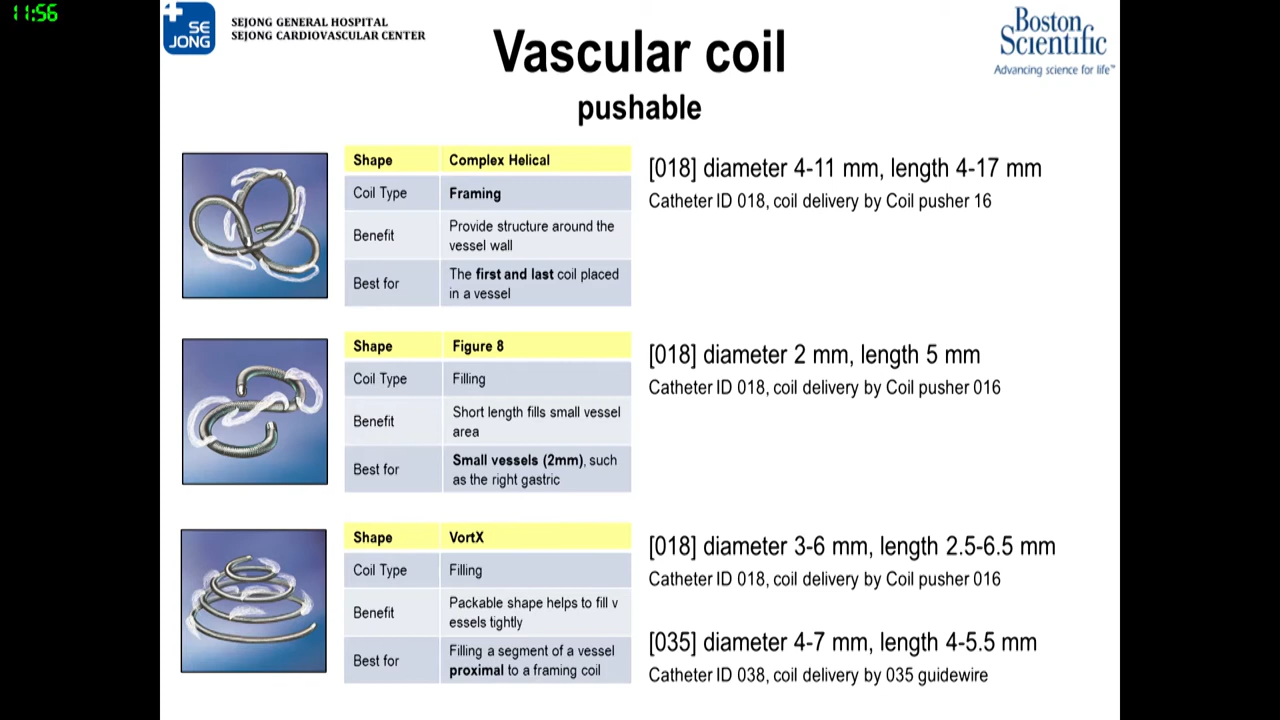 11:56
SE
JONG
SEJONG GENERAL HOSPITAL
SEJONG CARDIOVASCULAR CENTER
Boston
Scientific
Advancing science for life™
Vascular coil
pushable
Shape Complex Helical
Coil Type Framing
Benefit Provide structure around the
vessel wall
Best for The first and last coil placed
in a vessel
[018] diameter 4-11 mm, length 4-17 mm
Catheter ID 018, coil delivery by Coil pusher 16
Shape Figure 8
Coil Type Filling
Benefit Short length fills small vessel
area
Best for Small vessels (2mm), such
as the right gastric
[018] diameter 2 mm, length 5 mm
Catheter ID 018, coil delivery by Coil pusher 016
Shape VortX
Coil Type Filling
Benefit Packable shape helps to fill v
essels tightly
Best for Filling a segment of a vessel
proximal to a framing coil
[018] diameter 3-6 mm, length 2.5-6.5 mm
Catheter ID 018, coil delivery by Coil pusher 016
[035] diameter 4-7 mm, length 4-5.5 mm
Catheter ID 038, coil delivery by 035 guidewire